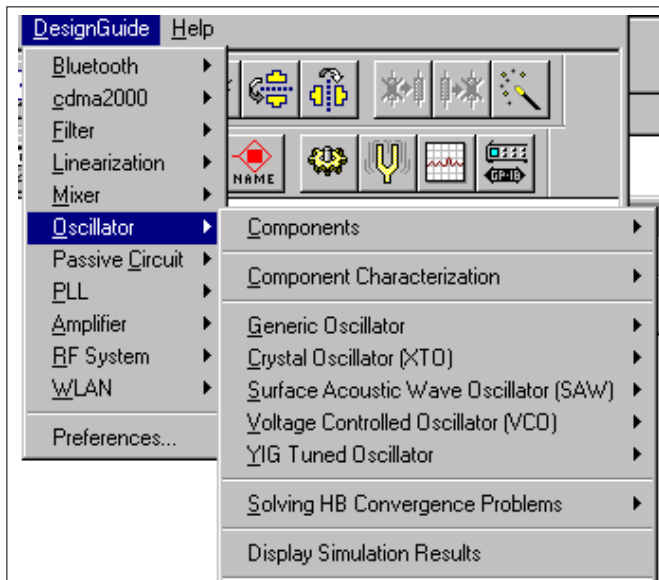 DesignGuide Help
Bluetooth
cdma2000
Filter
Linearization
NAME
GP-IB
Mixer
Oscillator
Passive Circuit
PLL
Amplifier
RF System
WLAN
Preferences...
Components
Component Characterization
Generic Oscillator
Crystal Oscillator (XTO)
Surface Acoustic Wave Oscillator (SAW)
Voltage Controlled Oscillator (VCO)
YIG Tuned Oscillator
Solving HB Convergence Problems
Display Simulation Results